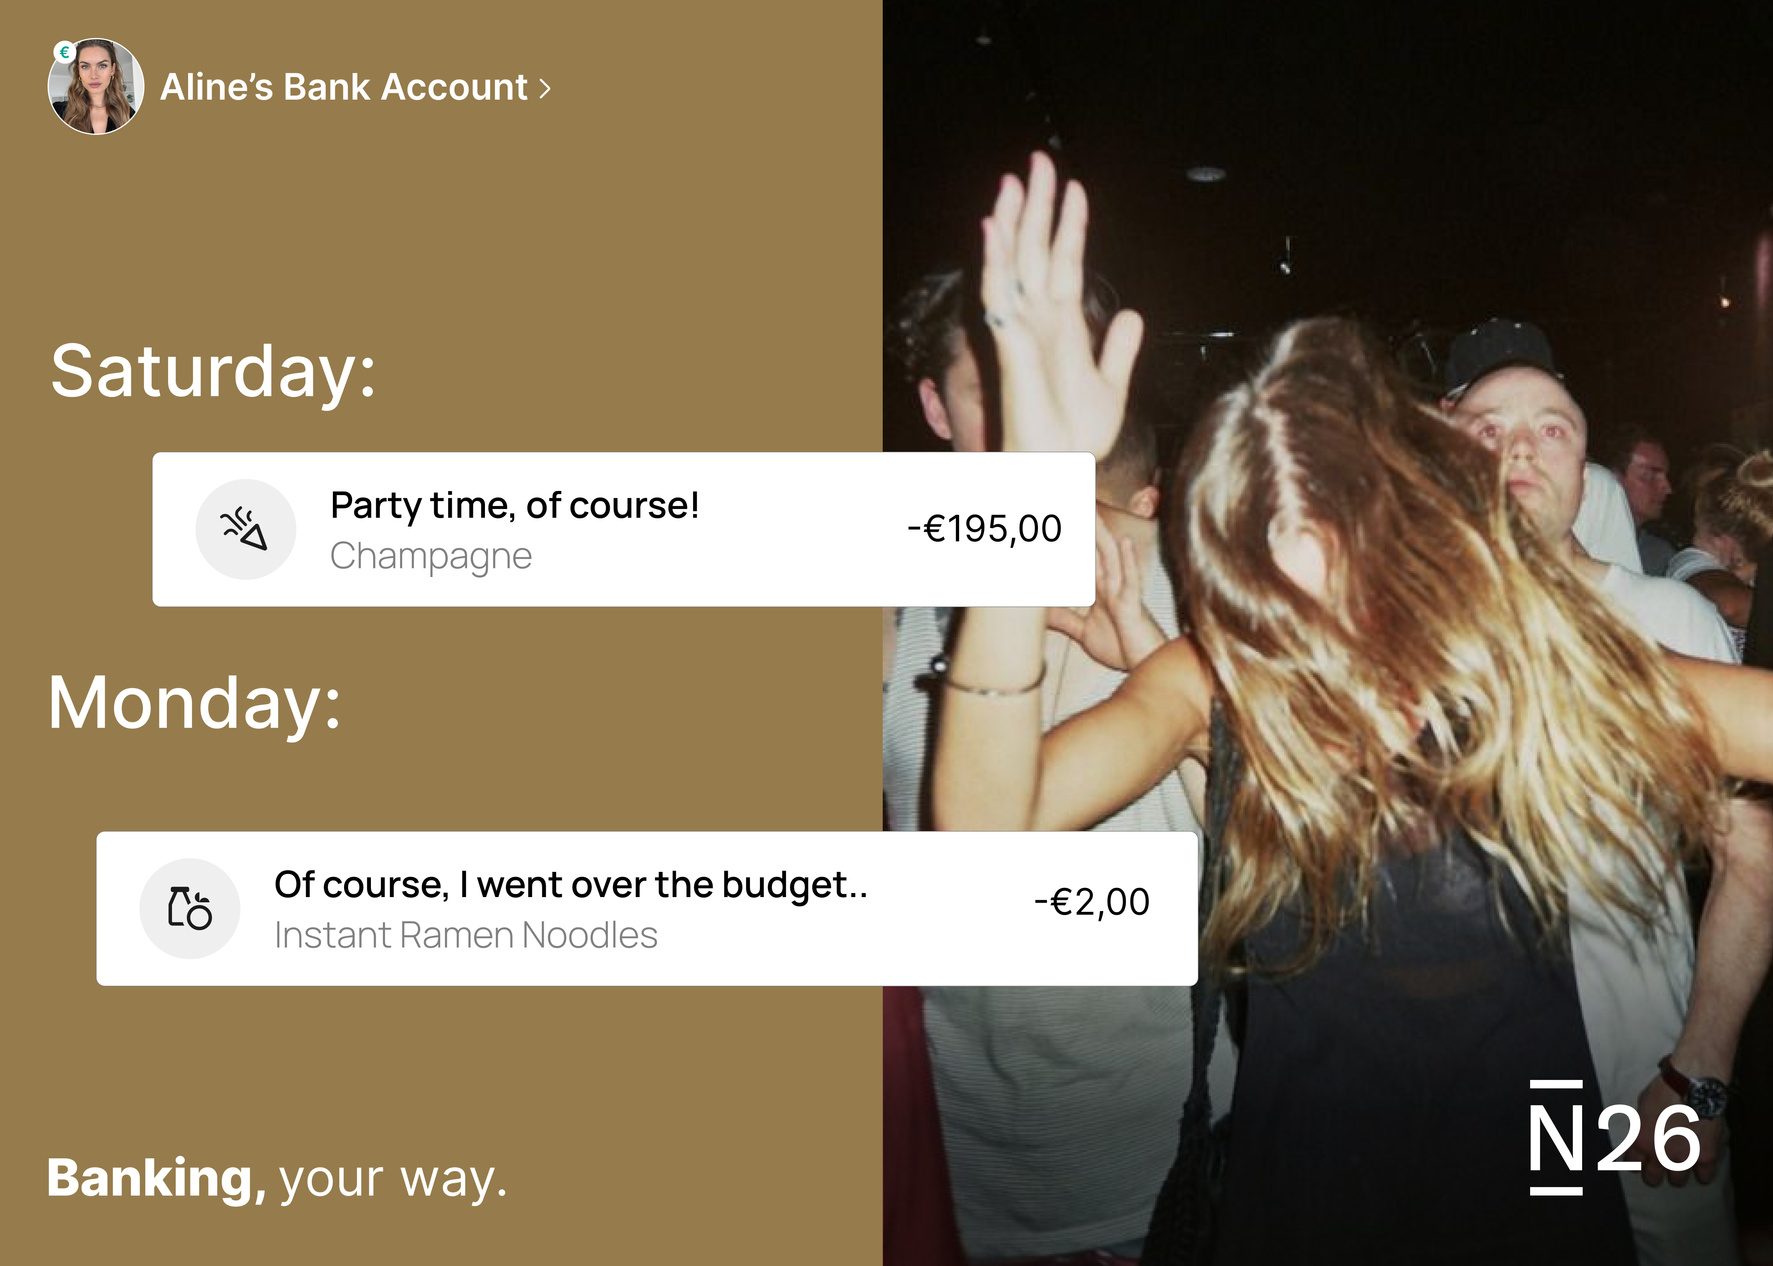 €
Aline’s Bank Account >
Saturday:
Party time, of course!
Champagne
-€195,00
Monday:
Of course, I went over the budget..
Instant Ramen Noodles
-€2,00
Banking, your way.
N26